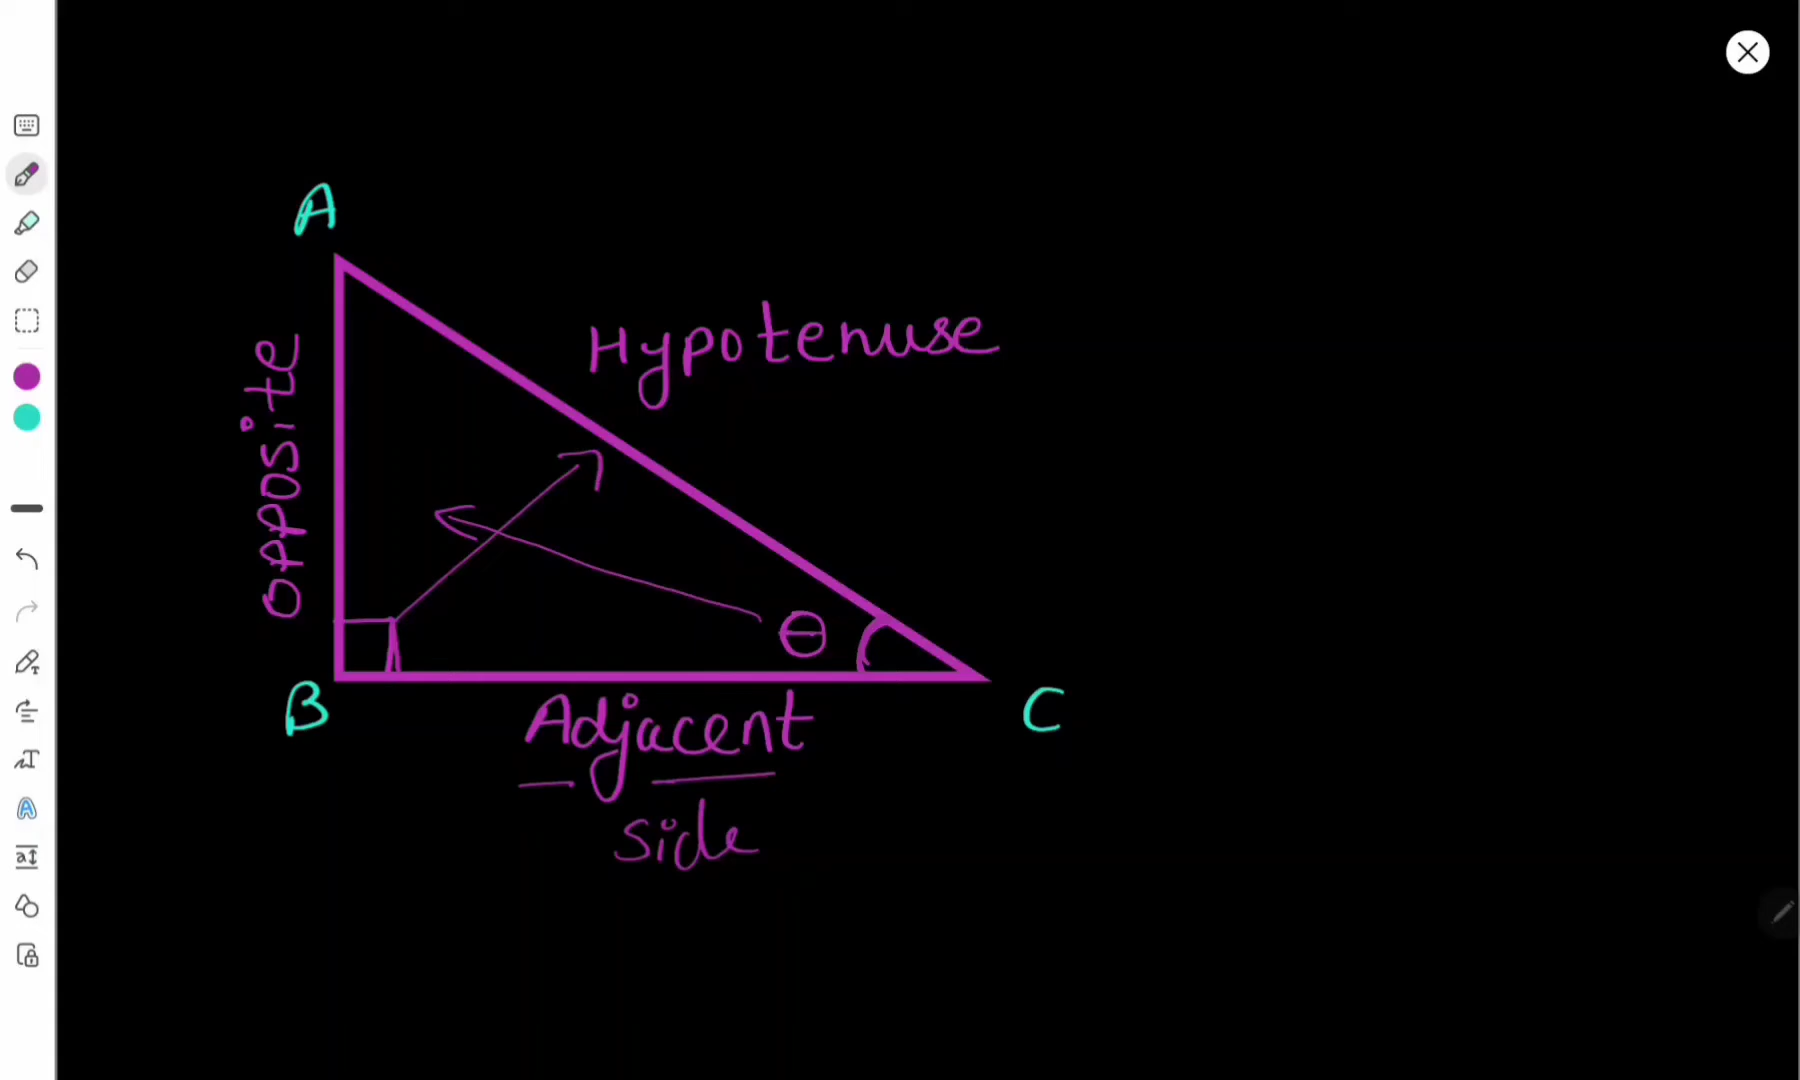 A
Hypotenuse
opposite
θ
B
C
Adjacent
side